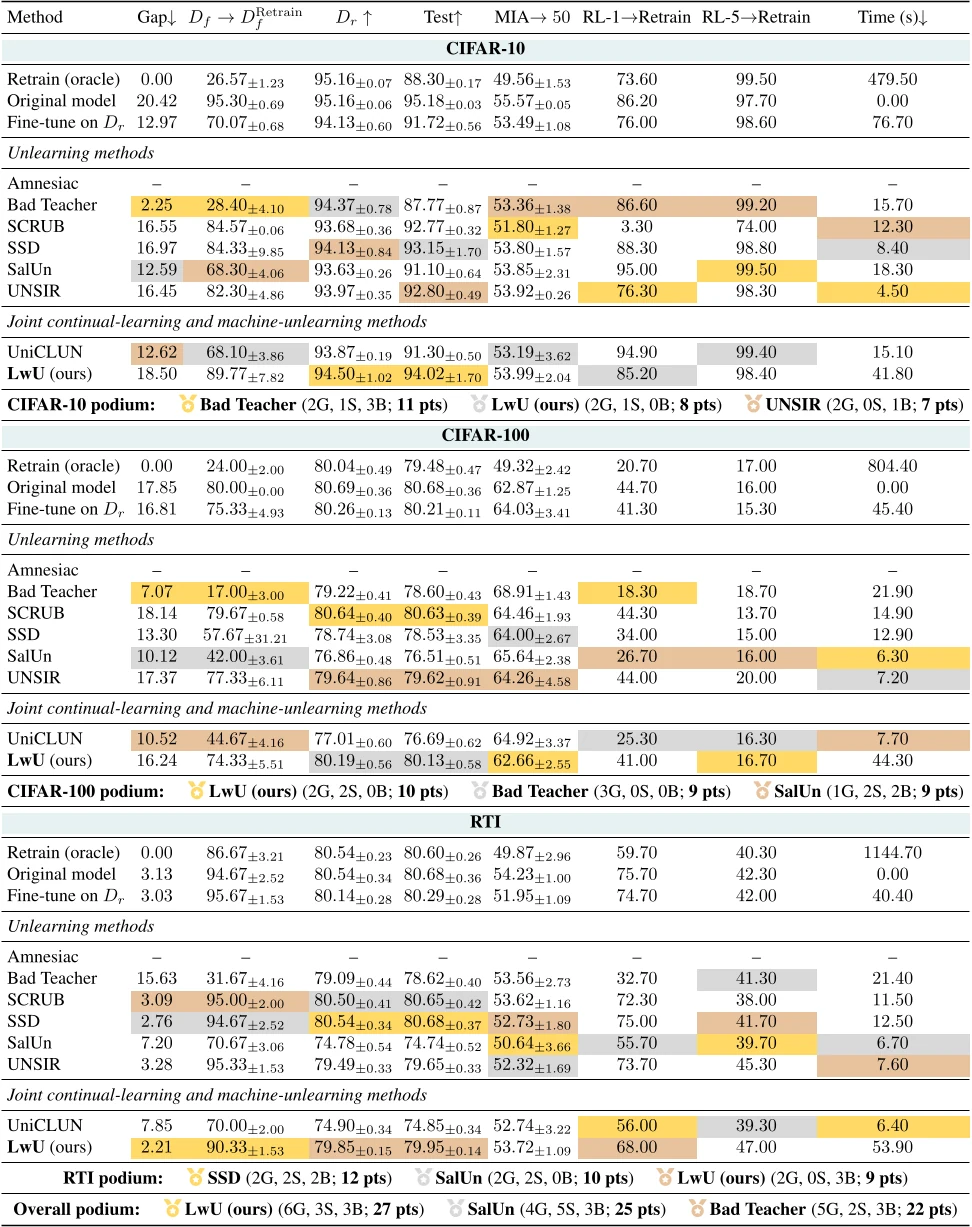 Method Gap↓ D_f → D_f^Retrain D_r ↑ Test↑ MIA→ 50 RL-1→Retrain RL-5→Retrain Time (s)↓
CIFAR-10
Retrain (oracle) 0.00 26.57±1.23 95.16±0.07 88.30±0.17 49.56±1.53 73.60 99.50 479.50
Original model 20.42 95.30±0.69 95.16±0.06 95.18±0.03 55.57±0.05 86.20 97.70 0.00
Fine-tune on D_r 12.97 70.07±0.68 94.13±0.60 91.72±0.56 53.49±1.08 76.00 98.60 76.70
Unlearning methods
Amnesiac – – – – – – – –
Bad Teacher 2.25 28.40±4.10 94.37±0.78 87.77±0.87 53.36±1.38 86.60 99.20 15.70
SCRUB 16.55 84.57±0.06 93.68±0.36 92.77±0.32 51.80±1.27 3.30 74.00 12.30
SSD 16.97 84.33±9.85 94.13±0.84 93.15±1.70 53.80±1.57 88.30 98.80 8.40
SalUn 12.59 68.30±4.06 93.63±0.26 91.10±0.64 53.85±2.31 95.00 99.50 18.30
UNSIR 16.45 82.30±4.86 93.97±0.35 92.80±0.49 53.92±0.26 76.30 98.30 4.50
Joint continual-learning and machine-unlearning methods
UniCLUN 12.62 68.10±3.86 93.87±0.19 91.30±0.50 53.19±3.62 94.90 99.40 15.10
LwU (ours) 18.50 89.77±7.82 94.50±1.02 94.02±1.70 53.99±2.04 85.20 98.40 41.80
CIFAR-10 podium: Bad Teacher (2G, 1S, 3B; 11 pts) LwU (ours) (2G, 1S, 0B; 8 pts) UNSIR (2G, 0S, 1B; 7 pts)
CIFAR-100
Retrain (oracle) 0.00 24.00±2.00 80.04±0.49 79.48±0.47 49.32±2.42 20.70 17.00 804.40
Original model 17.85 80.00±0.00 80.69±0.36 80.68±0.36 62.87±1.25 44.70 16.00 0.00
Fine-tune on D_r 16.81 75.33±4.93 80.26±0.13 80.21±0.11 64.03±3.41 41.30 15.30 45.40
Unlearning methods
Amnesiac – – – – – – – –
Bad Teacher 7.07 17.00±3.00 79.22±0.41 78.60±0.43 68.91±1.43 18.30 18.70 21.90
SCRUB 18.14 79.67±0.58 80.64±0.40 80.63±0.39 64.46±1.93 44.30 13.70 14.90
SSD 13.30 57.67±31.21 78.74±3.08 78.53±3.35 64.00±2.67 34.00 15.00 12.90
SalUn 10.12 42.00±3.61 76.86±0.48 76.51±0.51 65.64±2.38 26.70 16.00 6.30
UNSIR 17.37 77.33±6.11 79.64±0.86 79.62±0.91 64.26±4.58 44.00 20.00 7.20
Joint continual-learning and machine-unlearning methods
UniCLUN 10.52 44.67±4.16 77.01±0.60 76.69±0.62 64.92±3.37 25.30 16.30 7.70
LwU (ours) 16.24 74.33±5.51 80.19±0.56 80.13±0.58 62.66±2.55 41.00 16.70 44.30
CIFAR-100 podium: LwU (ours) (2G, 2S, 0B; 10 pts) Bad Teacher (3G, 0S, 0B; 9 pts) SalUn (1G, 2S, 2B; 9 pts)
RTI
Retrain (oracle) 0.00 86.67±3.21 80.54±0.23 80.60±0.26 49.87±2.96 59.70 40.30 1144.70
Original model 3.13 94.67±2.52 80.54±0.34 80.68±0.36 54.23±1.00 75.70 42.30 0.00
Fine-tune on D_r 3.03 95.67±1.53 80.14±0.28 80.29±0.28 51.95±1.09 74.70 42.00 40.40
Unlearning methods
Amnesiac – – – – – – – –
Bad Teacher 15.63 31.67±4.16 79.09±0.44 78.62±0.40 53.56±2.73 32.70 41.30 21.40
SCRUB 3.09 95.00±2.00 80.50±0.41 80.65±0.42 53.62±1.16 72.30 38.00 11.50
SSD 2.76 94.67±2.52 80.54±0.34 80.68±0.37 52.73±1.80 75.00 41.70 12.50
SalUn 7.20 70.67±3.06 74.78±0.54 74.74±0.52 50.64±3.66 55.70 39.70 6.70
UNSIR 3.28 95.33±1.53 79.49±0.33 79.65±0.33 52.32±1.69 73.70 45.30 7.60
Joint continual-learning and machine-unlearning methods
UniCLUN 7.85 70.00±2.00 74.90±0.34 74.85±0.34 52.74±3.22 56.00 39.30 6.40
LwU (ours) 2.21 90.33±1.53 79.85±0.15 79.95±0.14 53.72±1.09 68.00 47.00 53.90
RTI podium: SSD (2G, 2S, 2B; 12 pts) SalUn (2G, 2S, 0B; 10 pts) LwU (ours) (2G, 0S, 3B; 9 pts)
Overall podium: LwU (ours) (6G, 3S, 3B; 27 pts) SalUn (4G, 5S, 3B; 25 pts) Bad Teacher (5G, 2S, 3B; 22 pts)